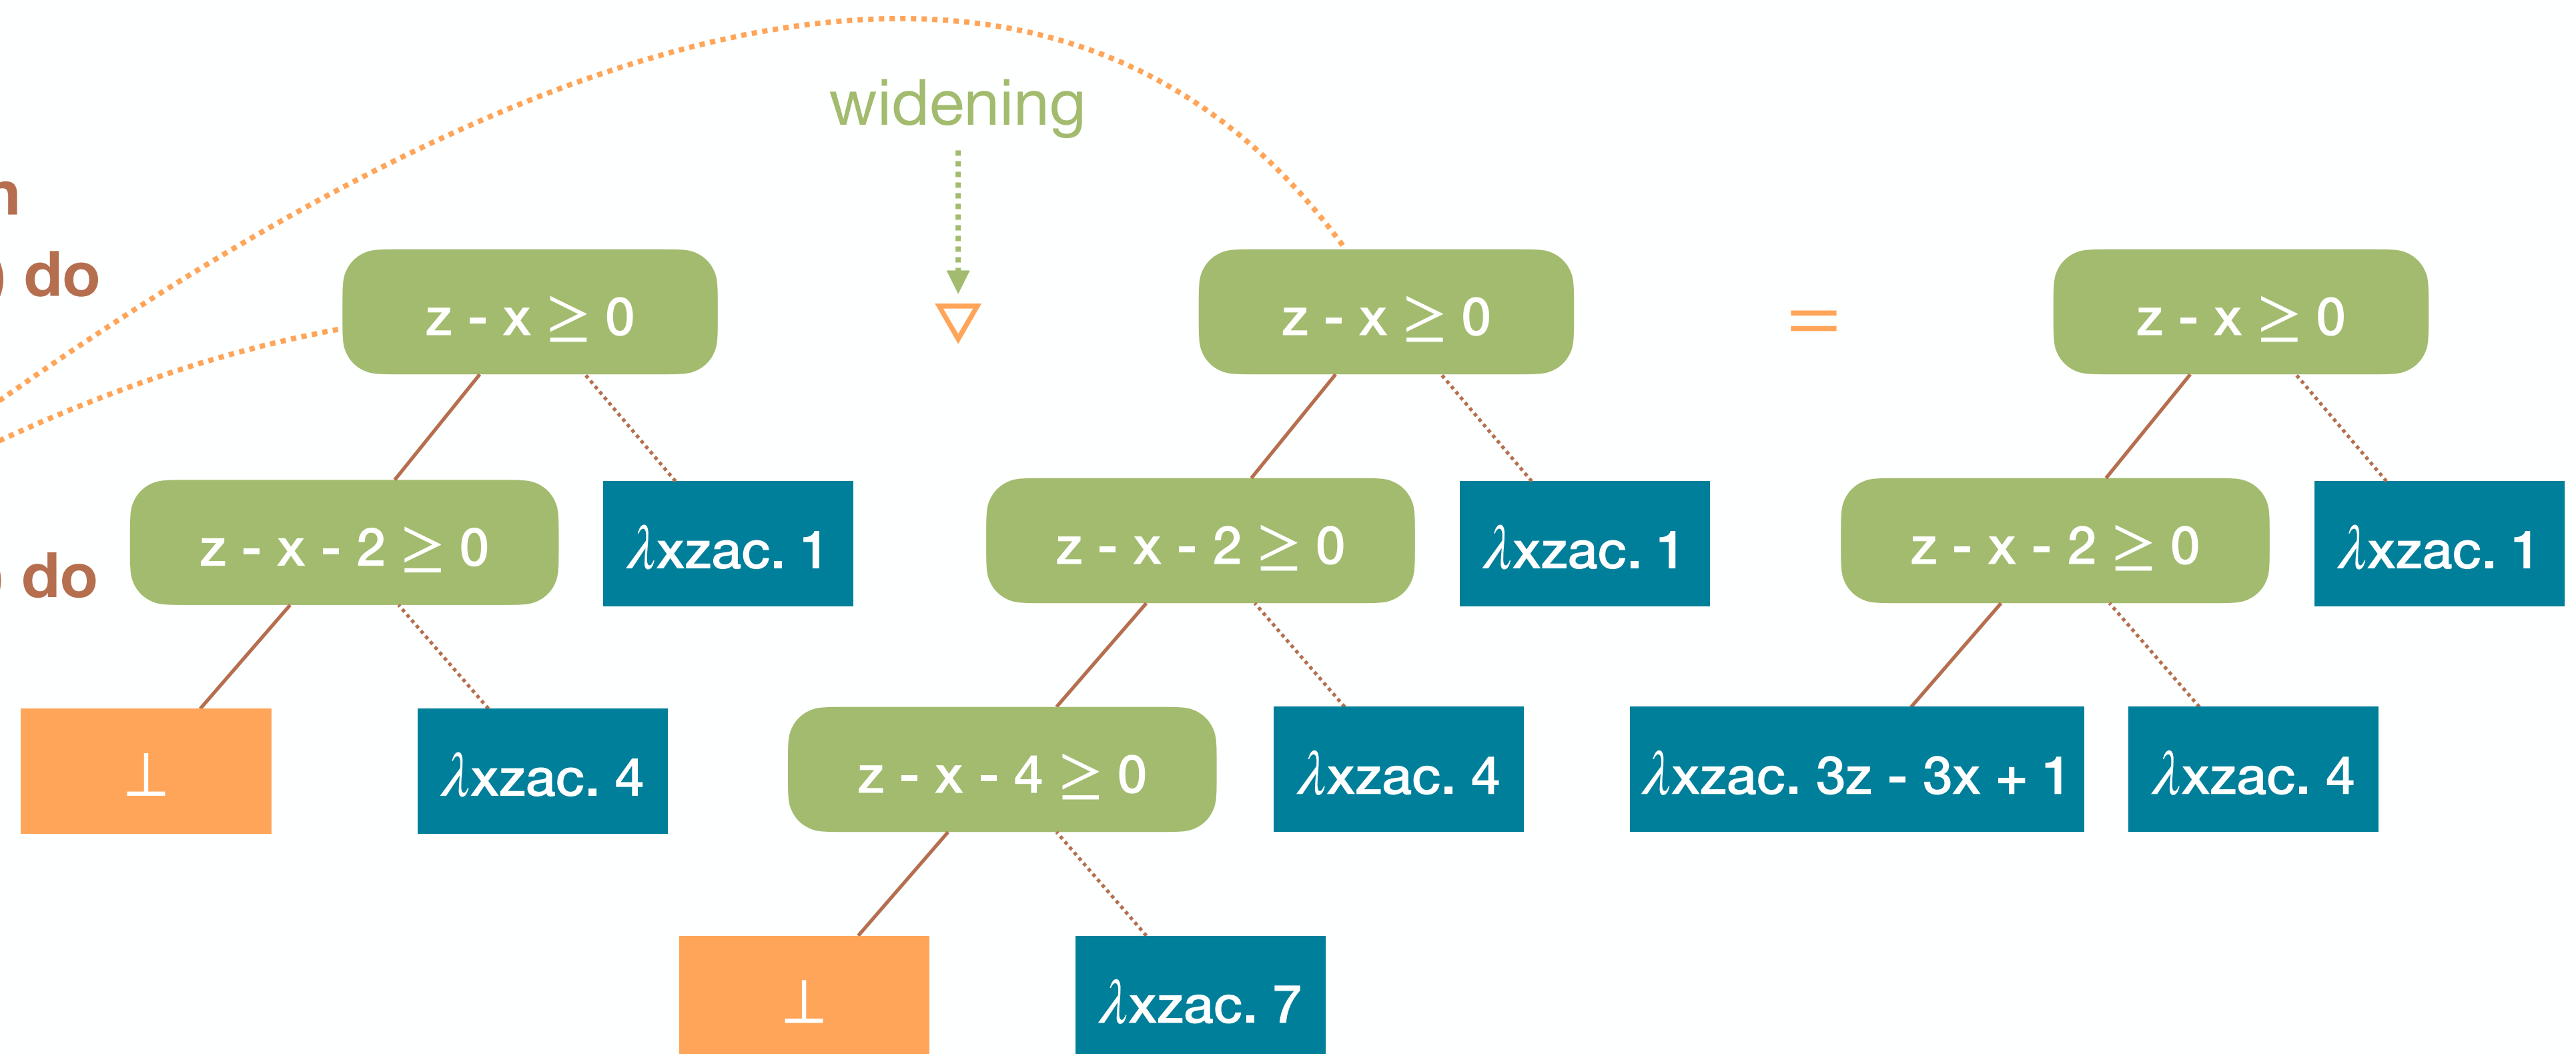 widening
) do
z - x ≥ 0
▽
z - x ≥ 0
=
z - x ≥ 0
) do
z - x - 2 ≥ 0
λxzac. 1
z - x - 2 ≥ 0
λxzac. 1
z - x - 2 ≥ 0
λxzac. 1
⊥
λxzac. 4
z - x - 4 ≥ 0
λxzac. 4
λxzac. 3z - 3x + 1
λxzac. 4
⊥
λxzac. 7